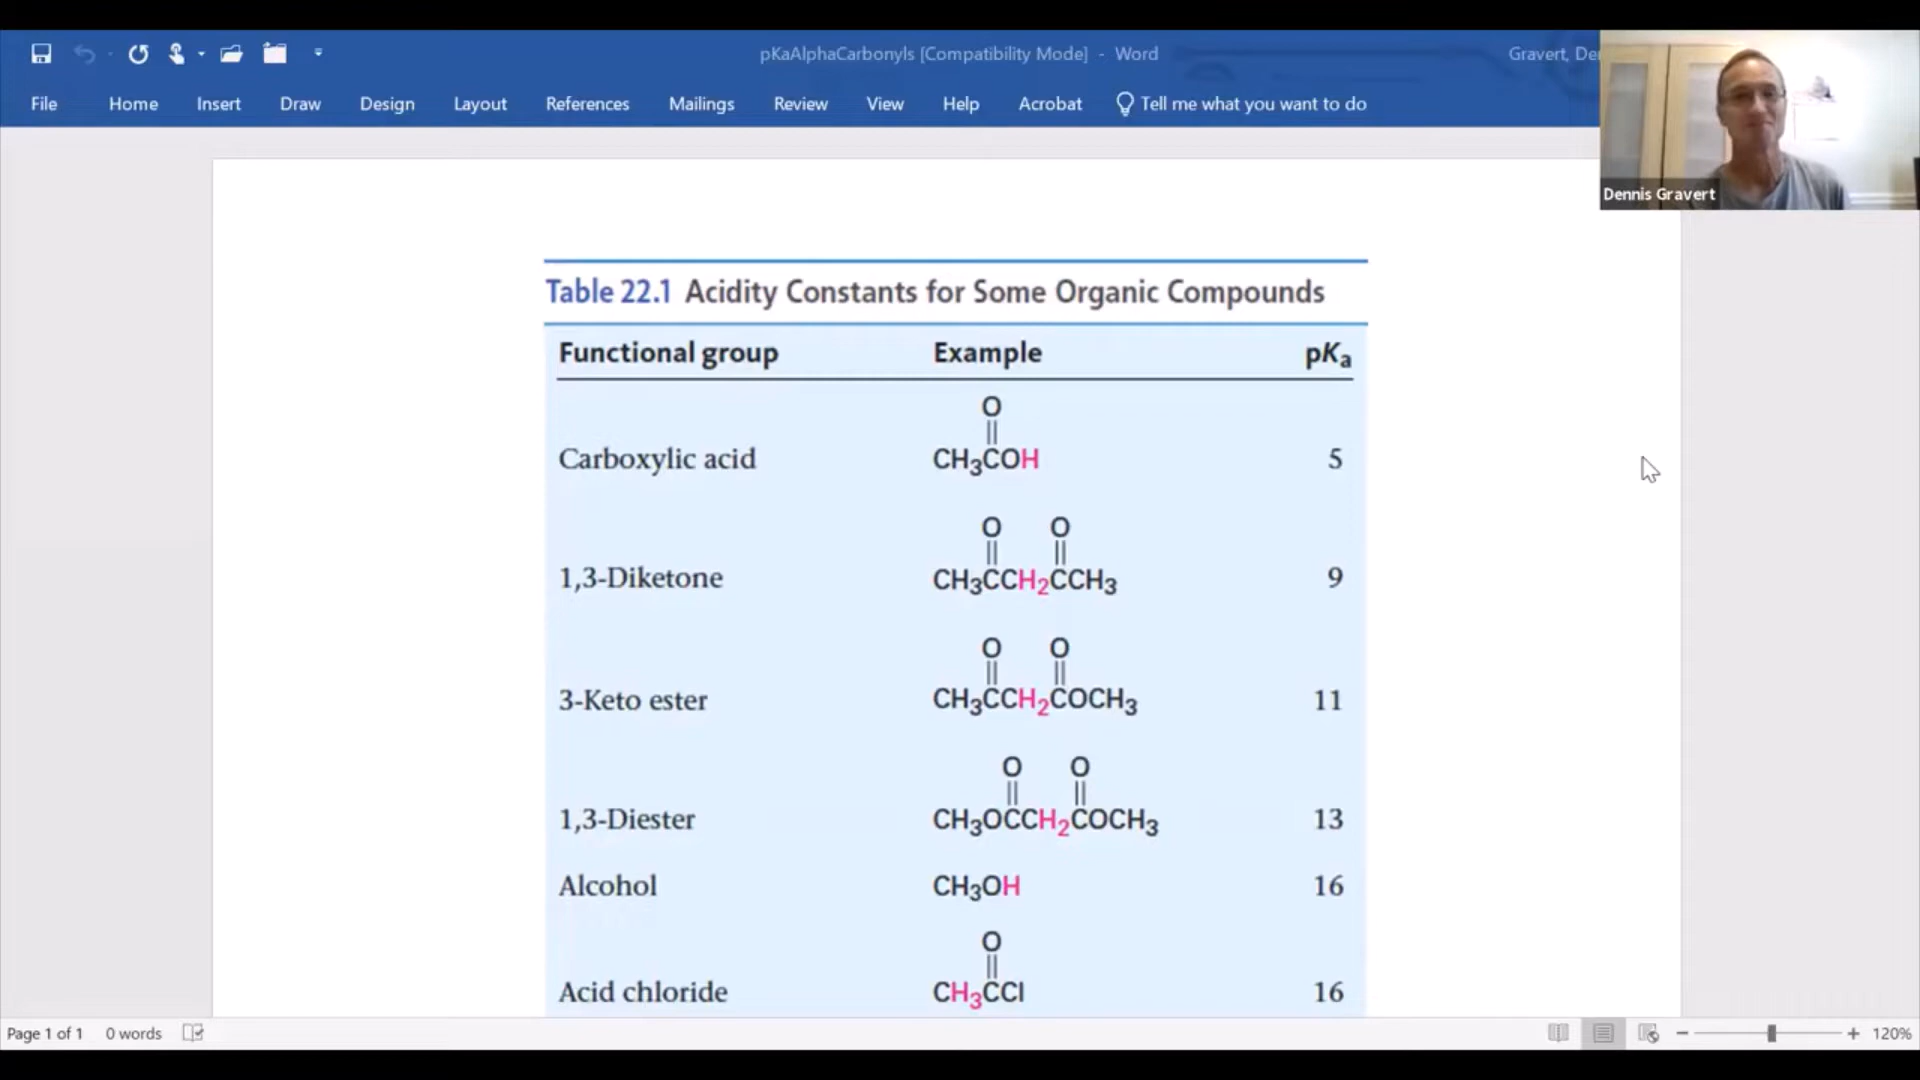 pKaAlphaCarbonyls [Compatibility Mode] - Word
Gravert, De
File Home Insert Draw Design Layout References Mailings Review View Help Acrobat Tell me what you want to do
Dennis Gravert
Table 22.1 Acidity Constants for Some Organic Compounds
Functional group Example pKa
O
Carboxylic acid CH3COH 5
O O
1,3-Diketone CH3CCH2CCH3 9
O O
3-Keto ester CH3CCH2COCH3 11
O O
1,3-Diester CH3OCCH2COCH3 13
Alcohol CH3OH 16
O
Acid chloride CH3CCl 16
Page 1 of 1 0 words 120%